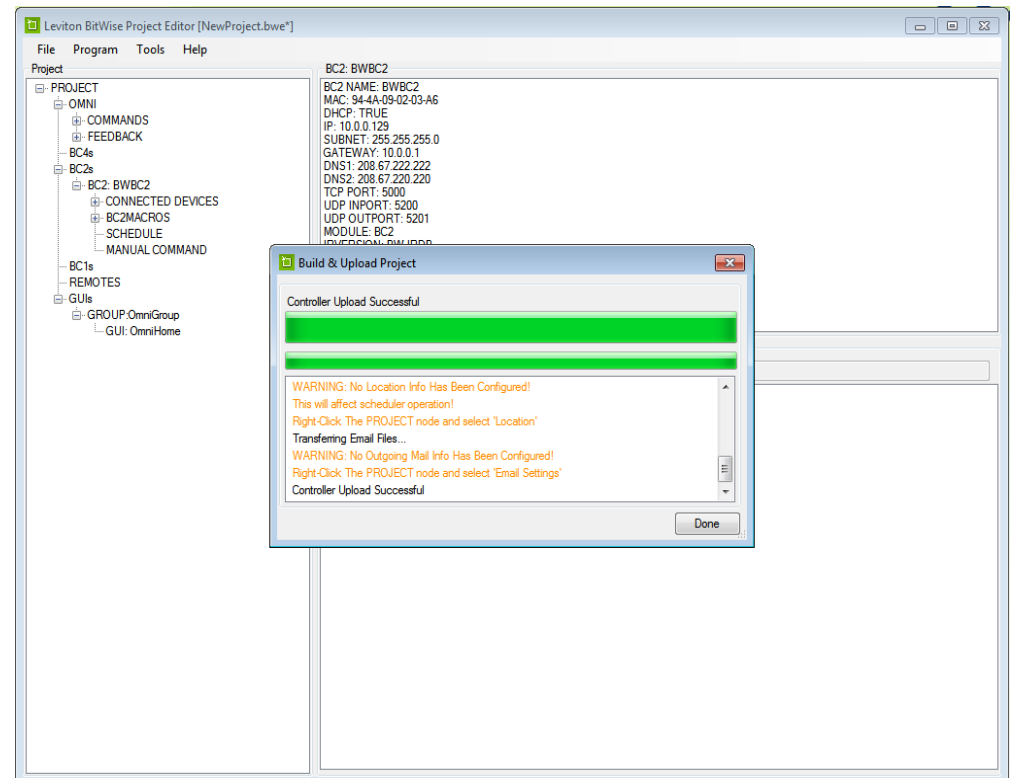 Leviton BitWise Project Editor [NewProject.bwe*]
File Program Tools Help
Project
PROJECT
OMNI
COMMANDS
FEEDBACK
BC4s
BC2s
BC2: BWBC2
CONNECTED DEVICES
BC2MACROS
SCHEDULE
MANUAL COMMAND
BC1s
REMOTES
GUIs
GROUP:OmniGroup
GUI: OmniHome
BC2: BWBC2
BC2 NAME: BWBC2
MAC: 94-4A-09-02-03-A6
DHCP: TRUE
IP: 10.0.0.129
SUBNET: 255.255.255.0
GATEWAY: 10.0.0.1
DNS1: 208.67.222.222
DNS2: 208.67.220.220
TCP PORT: 5000
UDP INPORT: 5200
UDP OUTPORT: 5201
MODULE: BC2
Build & Upload Project
Controller Upload Successful
WARNING: No Location Info Has Been Configured!
This will affect scheduler operation!
Right-Click The PROJECT node and select 'Location'
Transferring Email Files...
WARNING: No Outgoing Mail Info Has Been Configured!
Right-Click The PROJECT node and select 'Email Settings'
Controller Upload Successful
Done